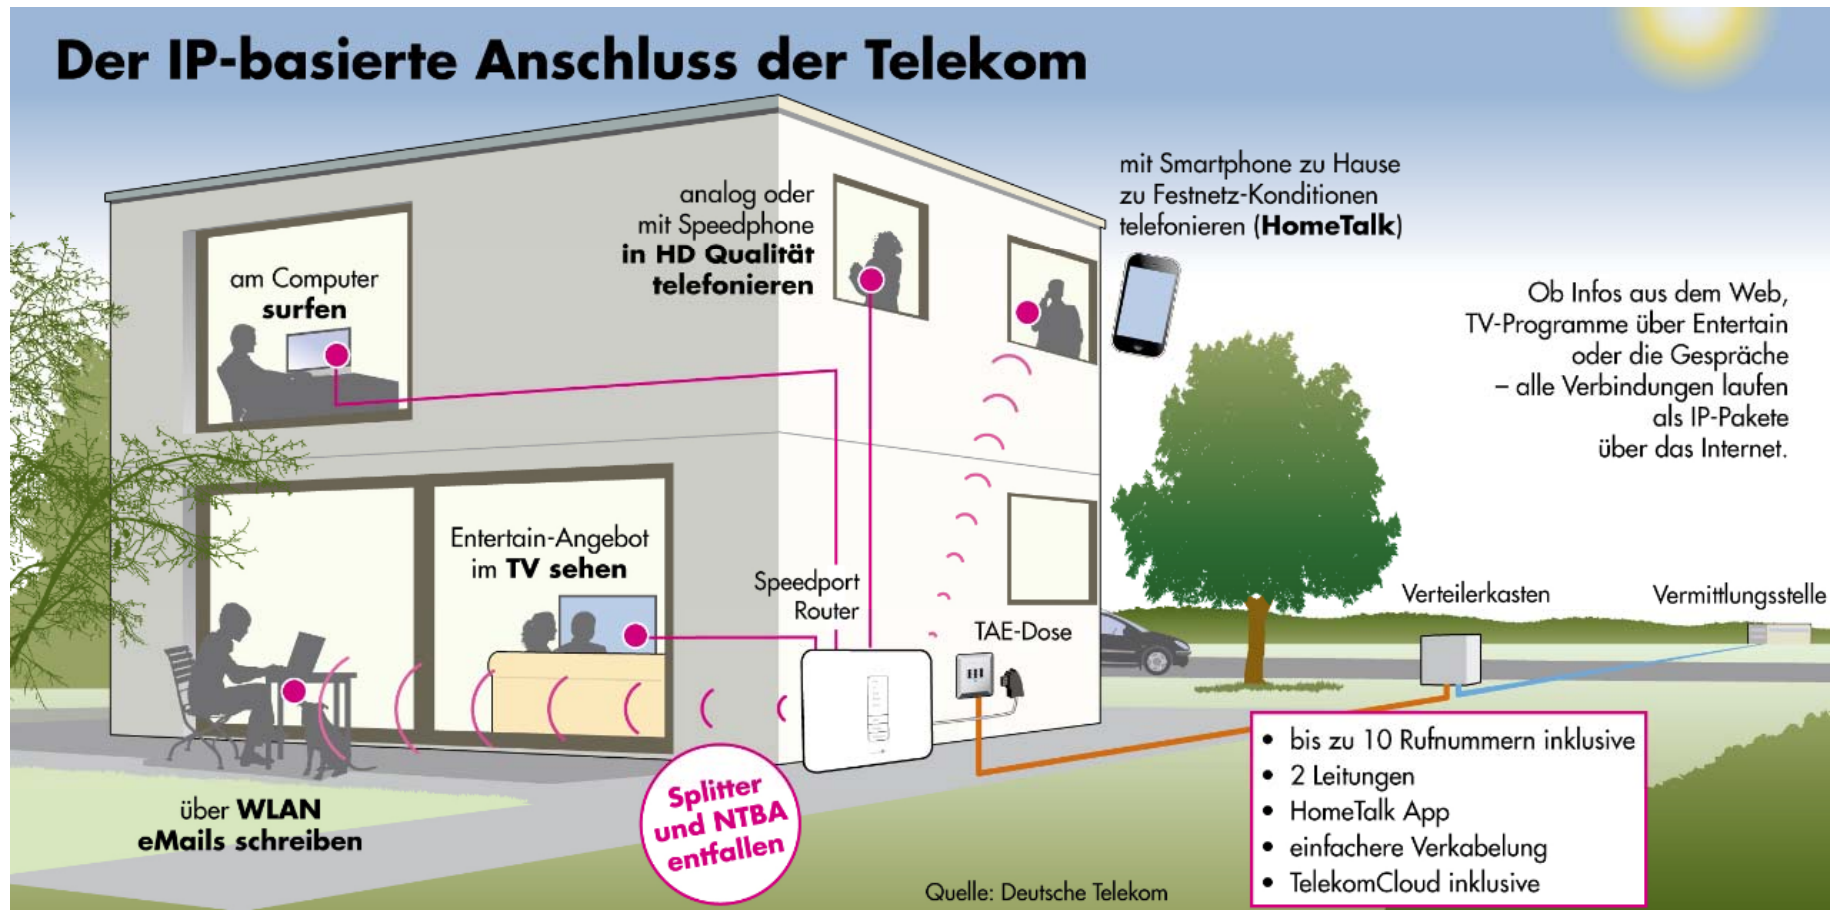 Der IP-basierte Anschluss der Telekom
am Computer
surfen
analog oder
mit Speedphone
in HD Qualität
telefonieren
mit Smartphone zu Hause
zu Festnetz-Konditionen
telefonieren (HomeTalk)
Ob Infos aus dem Web,
TV-Programme über Entertain
oder die Gespräche
– alle Verbindungen laufen
als IP-Pakete
über das Internet.
Entertain-Angebot
im TV sehen
Speedport
Router
TAE-Dose
Verteilerkasten
Vermittlungsstelle
über WLAN
eMails schreiben
Splitter
und NTBA
entfallen
• bis zu 10 Rufnummern inklusive
• 2 Leitungen
• HomeTalk App
• einfachere Verkabelung
• TelekomCloud inklusive
Quelle: Deutsche Telekom